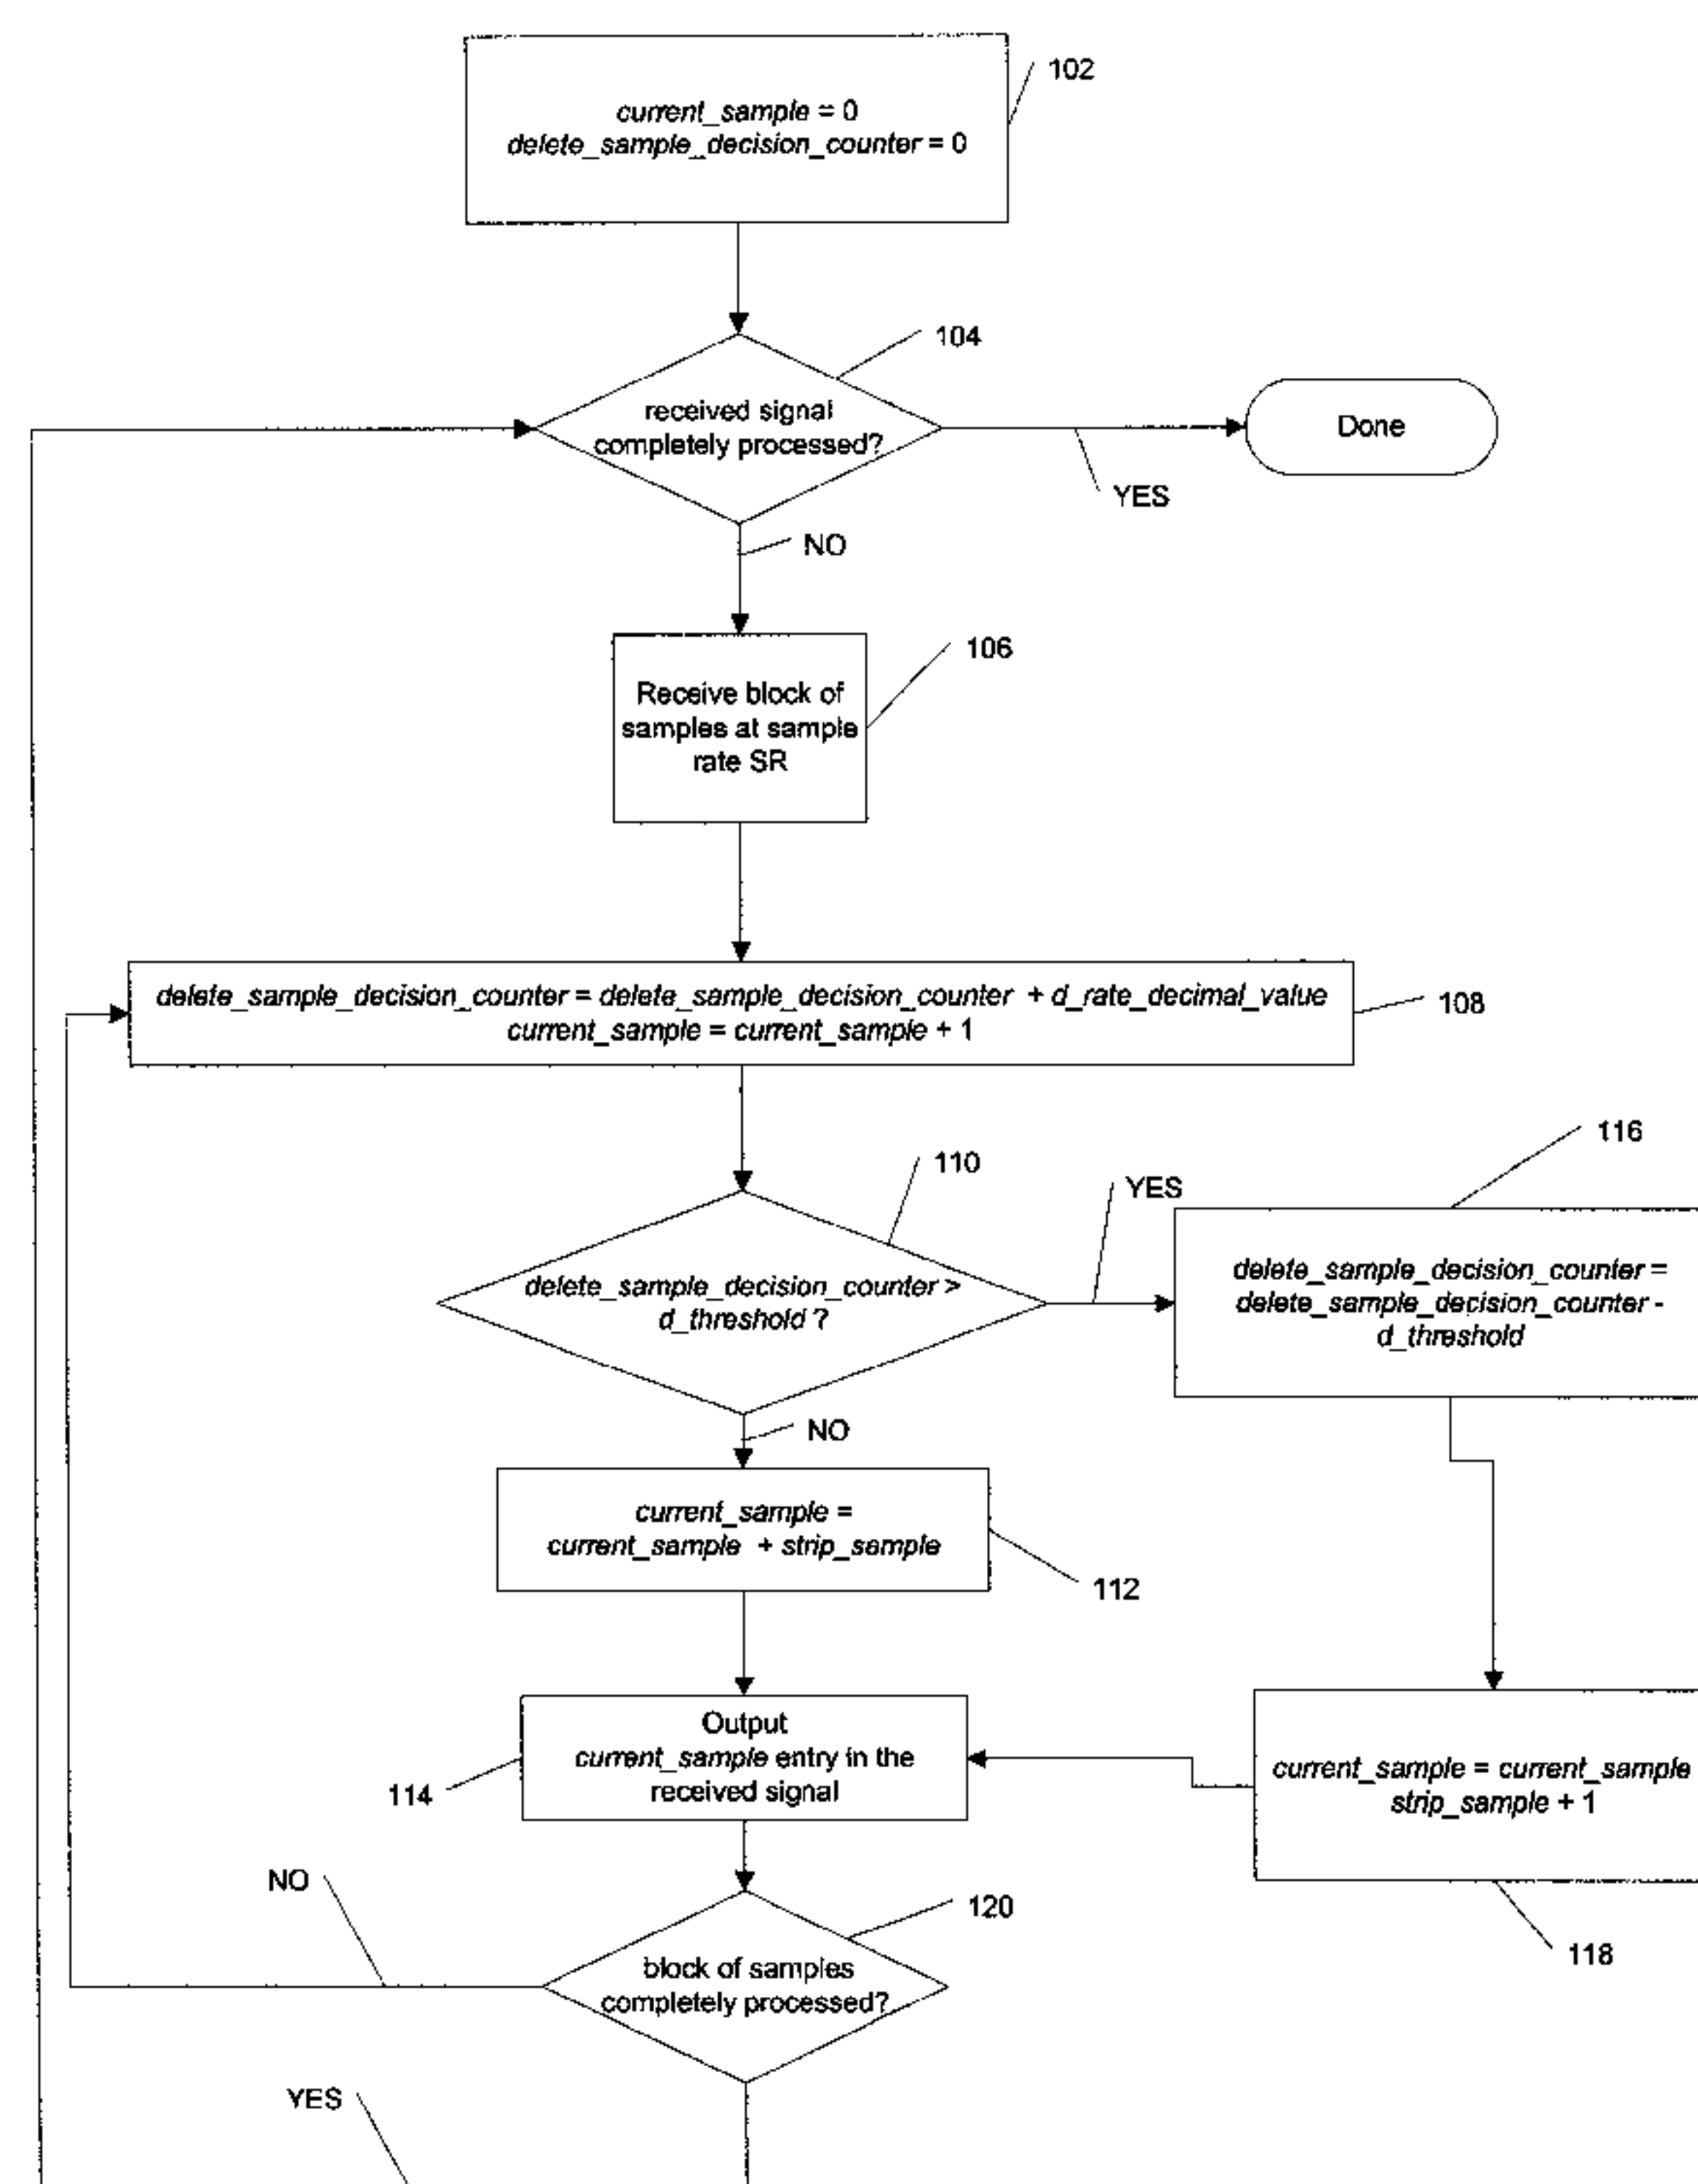 102
current_sample = 0
delete_sample_decision_counter = 0
104
received signal
completely processed?
Done
YES
NO
106
Receive block of
samples at sample
rate SR
delete_sample_decision_counter = delete_sample_decision_counter + d_rate_decimal_value
current_sample = current_sample + 1
108
116
110
YES
delete_sample_decision_counter >
d_threshold ?
delete_sample_decision_counter =
delete_sample_decision_counter -
d_threshold
NO
current_sample =
current_sample + strip_sample
112
Output
current_sample entry in the
received signal
114
current_sample = current_sample
strip_sample + 1
118
NO
120
block of samples
completely processed?
YES